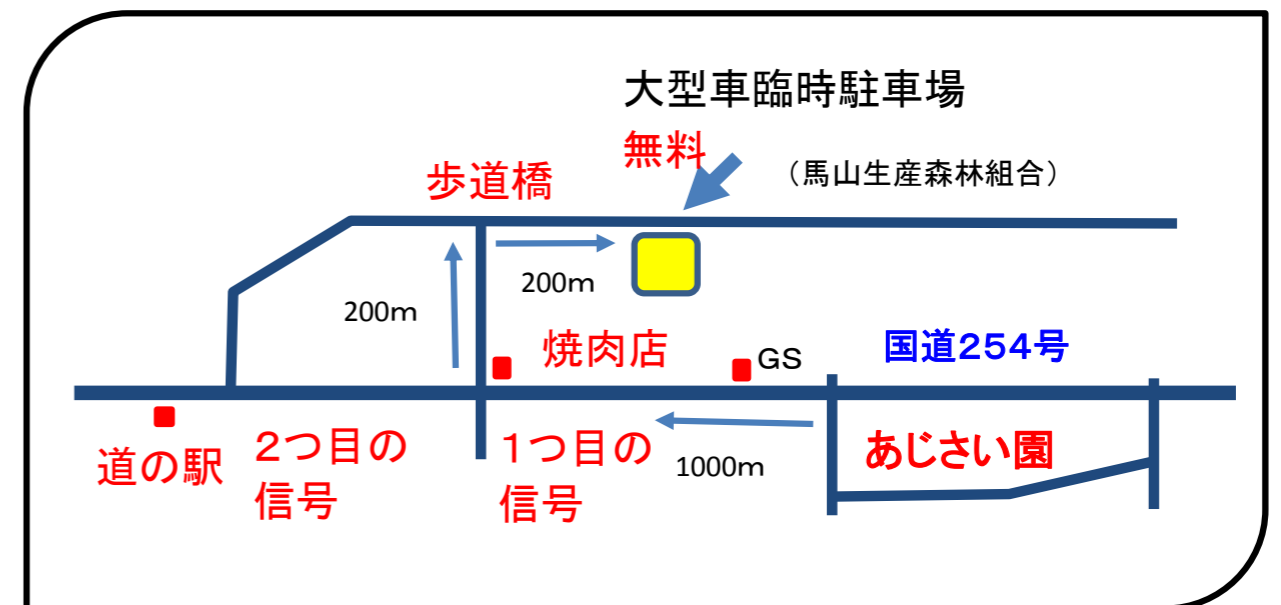 大型車臨時駐車場
無料
（馬山生産森林組合）
歩道橋
200m
200m
焼肉店
GS
国道254号
道の駅
2つ目の
信号
1つ目の
信号
1000m
あじさい園